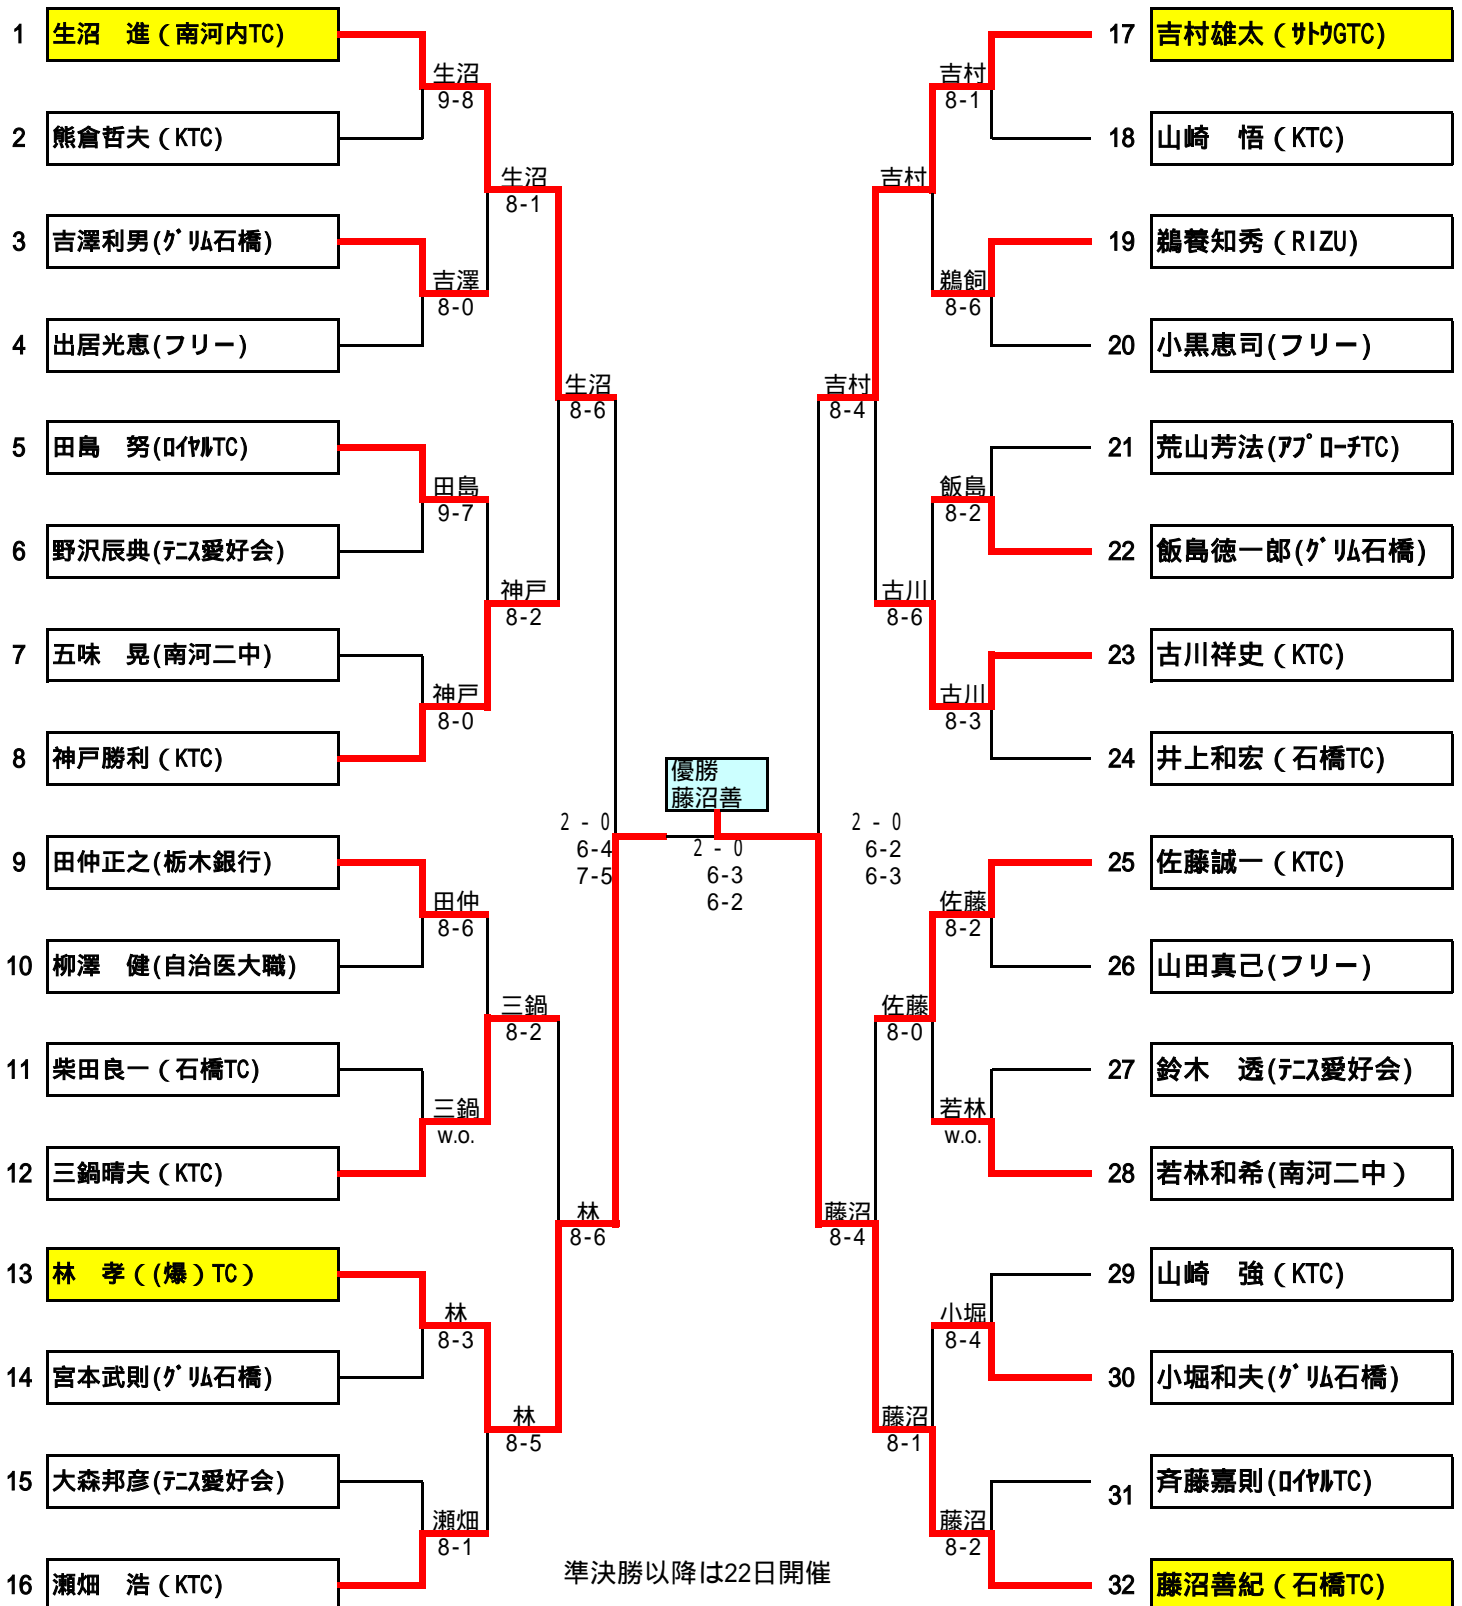 1 生沼　進（南河内TC)
2 熊倉哲夫（KTC)
3 吉澤利男(ｸﾞﾘﾑ石橋)
4 出居光恵(フリー)
5 田島　努(ﾛｲﾔﾙTC)
6 野沢辰典(ﾃﾆｽ愛好会)
7 五味　晃(南河二中)
8 神戸勝利（KTC)
9 田仲正之(栃木銀行)
10 柳澤　健(自治医大職)
11 柴田良一（石橋TC)
12 三鍋晴夫（KTC)
13 林　孝（(爆）TC）
14 宮本武則(ｸﾞﾘﾑ石橋)
15 大森邦彦(ﾃﾆｽ愛好会)
16 瀬畑　浩（KTC)
生沼
9-8
吉澤
8-0
田島
9-7
神戸
8-0
田仲
8-6
三鍋
w.o.
林
8-3
瀬畑
8-1
生沼
8-1
神戸
8-2
三鍋
8-2
林
8-5
生沼
8-6
林
8-6
2 - 0
6-4
7-5
優勝
藤沼善
2 - 0
6-3
6-2
2 - 0
6-2
6-3
吉村
8-4
藤沼
8-4
吉村
古川
8-6
佐藤
8-0
藤沼
8-1
吉村
8-1
鵜飼
8-6
飯島
8-2
古川
8-3
佐藤
8-2
若林
w.o.
小堀
8-4
藤沼
8-2
17 吉村雄太（ｻﾄｳGTC)
18 山崎　悟（KTC)
19 鵜養知秀（RIZU)
20 小黒恵司(フリー)
21 荒山芳法(ｱﾌﾟﾛｰﾁTC)
22 飯島徳一郎(ｸﾞﾘﾑ石橋)
23 古川祥史（KTC)
24 井上和宏（石橋TC)
25 佐藤誠一（KTC)
26 山田真己(フリー)
27 鈴木　透(ﾃﾆｽ愛好会)
28 若林和希(南河二中）
29 山崎　強（KTC)
30 小堀和夫(ｸﾞﾘﾑ石橋)
31 斉藤嘉則(ﾛｲﾔﾙTC)
32 藤沼善紀（石橋TC)
準決勝以降は22日開催